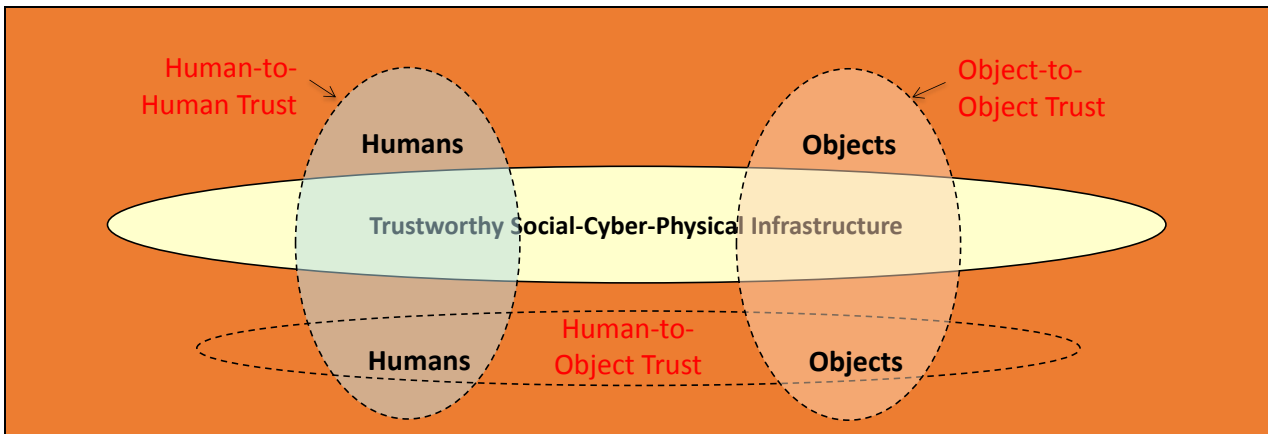 Human-to-
Human Trust
Object-to-
Object Trust
Humans
Objects
Trustworthy Social-Cyber-Physical Infrastructure
Human-to-
Object Trust
Humans
Objects